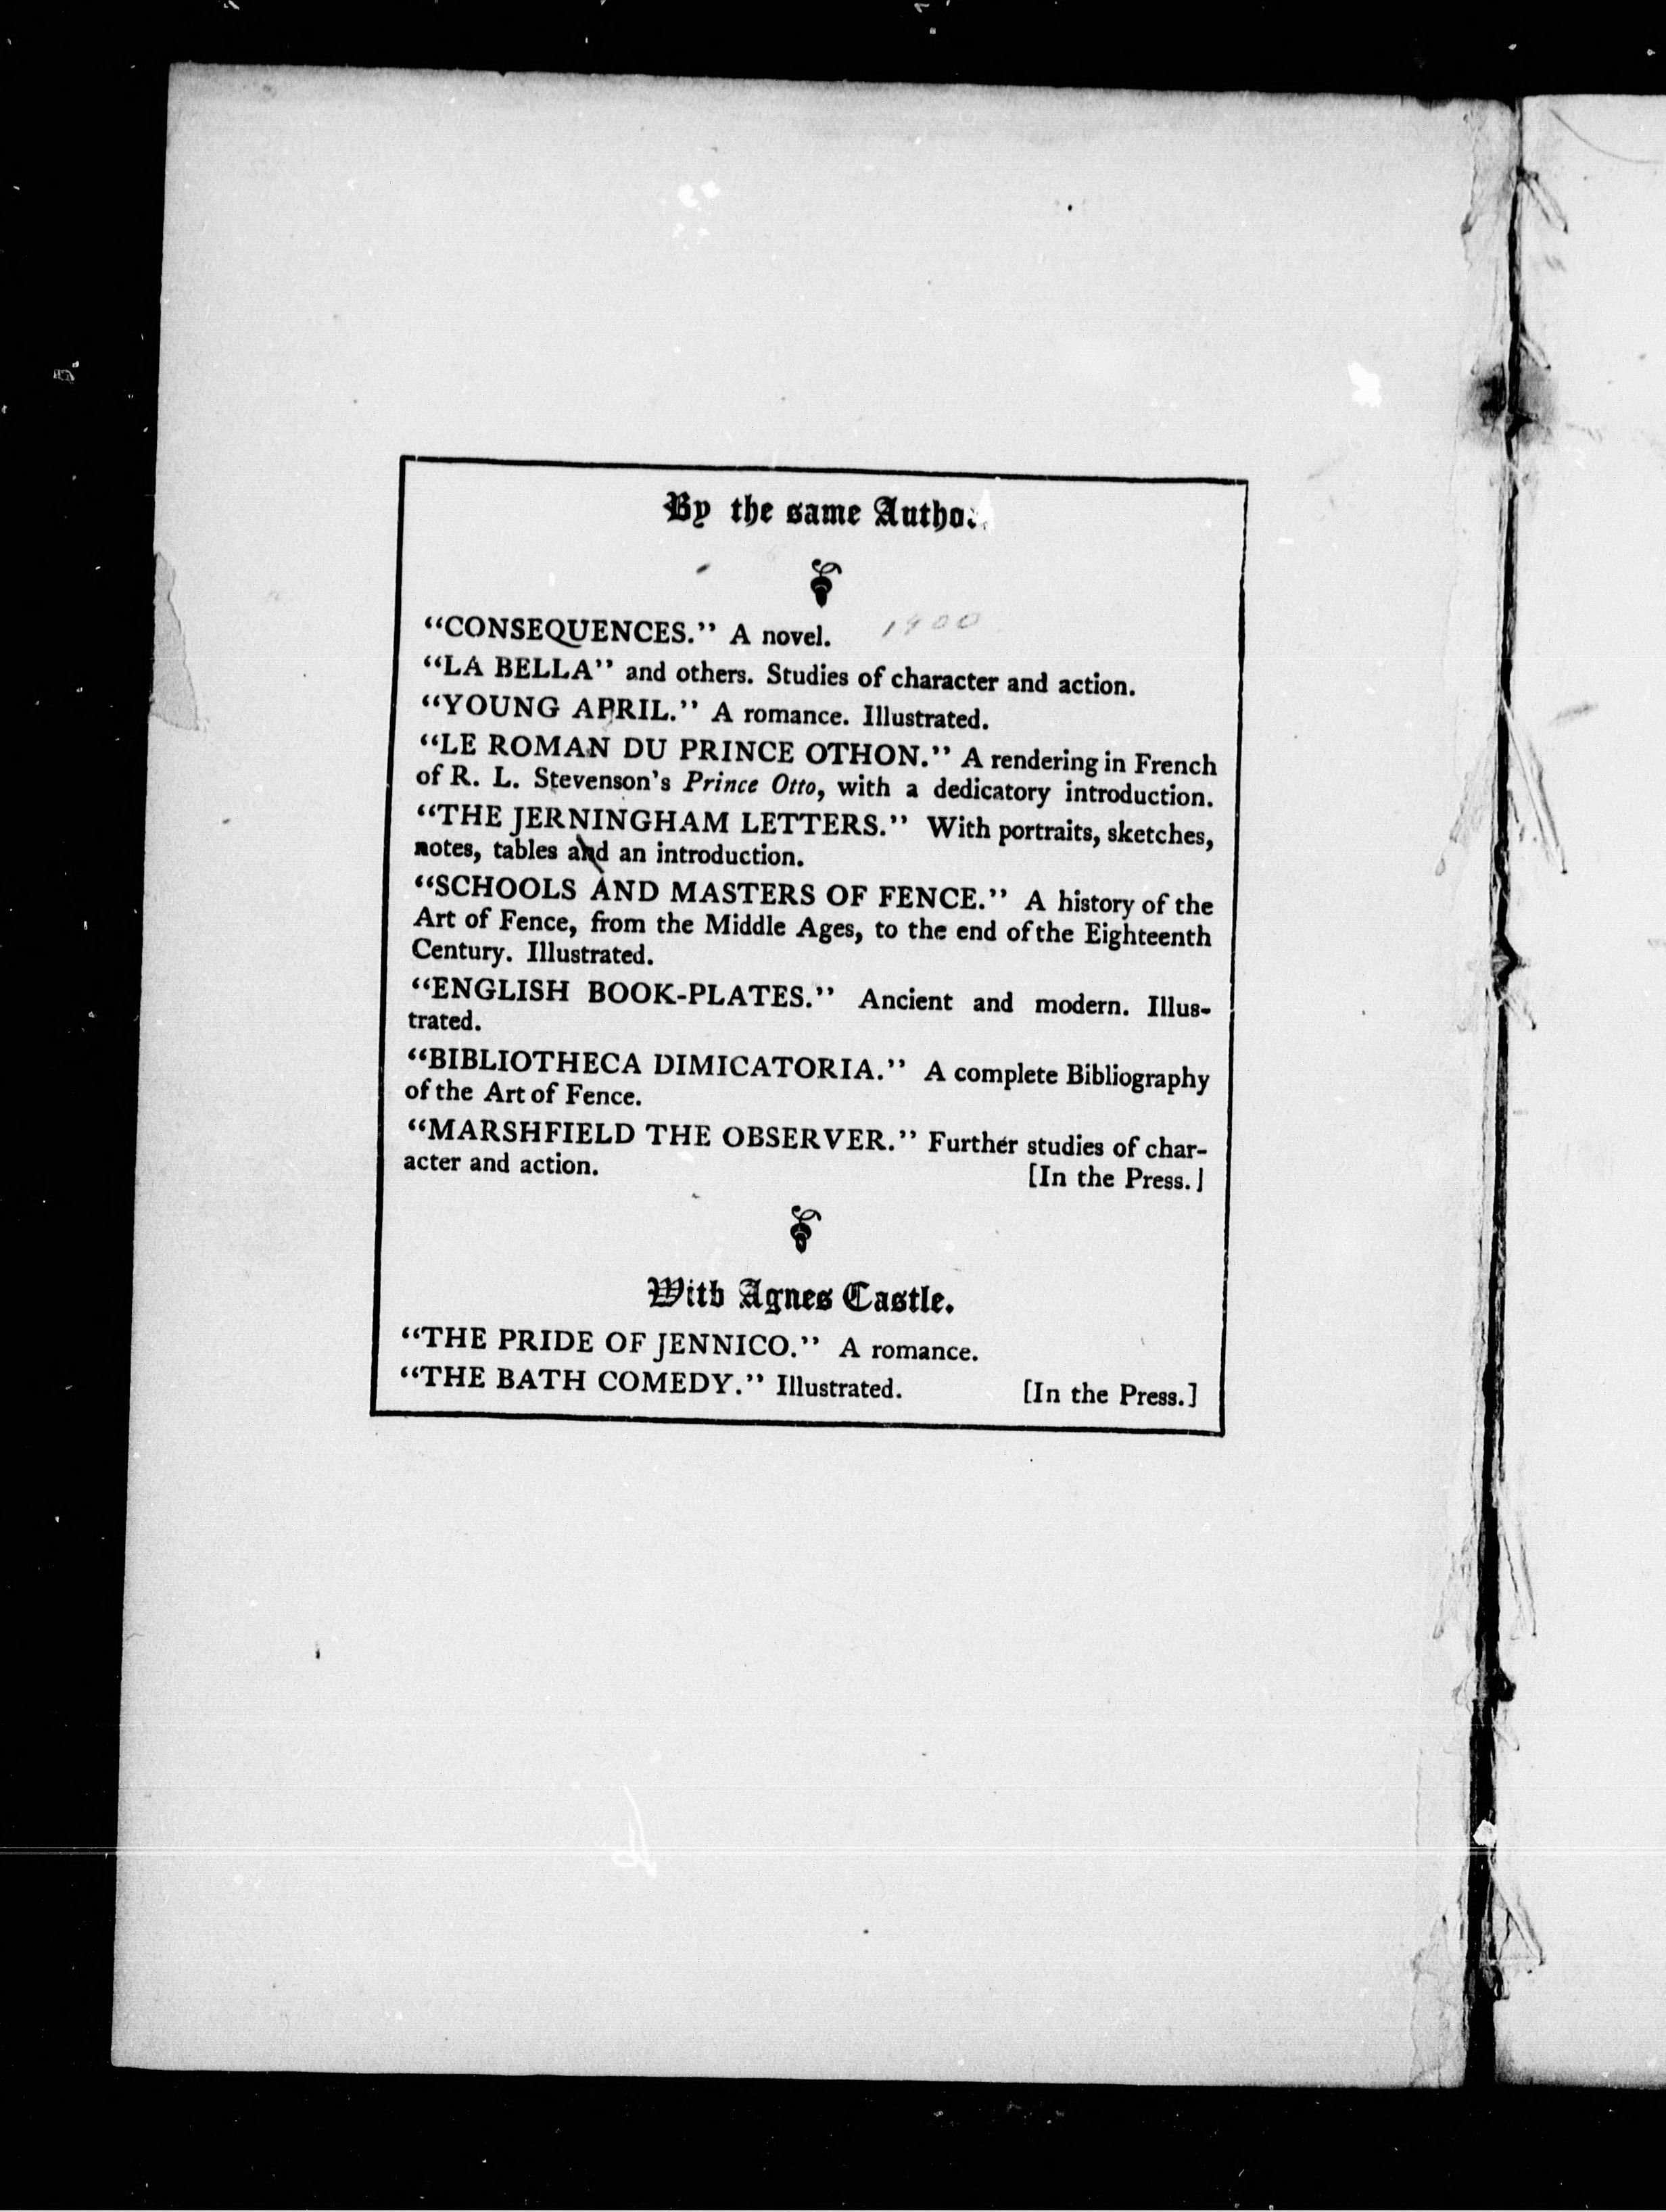 By the same Autho
"CONSEQUENCES." A novel. 1900
"LA BELLA" and others. Studies of character and action.
"YOUNG APRIL." A romance. Illustrated.
"LE ROMAN DU PRINCE OTHON." A rendering in French
of R. L. Stevenson's Prince Otto, with a dedicatory introduction.
"THE JERNINGHAM LETTERS." With portraits, sketches,
notes, tables and an introduction.
"SCHOOLS AND MASTERS OF FENCE." A history of the
Art of Fence, from the Middle Ages, to the end of the Eighteenth
Century. Illustrated.
"ENGLISH BOOK-PLATES." Ancient and modern. Illus-
trated.
"BIBLIOTHECA DIMICATORIA." A complete Bibliography
of the Art of Fence.
"MARSHFIELD THE OBSERVER." Further studies of char-
acter and action. [In the Press.]
With Agnes Castle.
"THE PRIDE OF JENNICO." A romance.
"THE BATH COMEDY." Illustrated. [In the Press.]